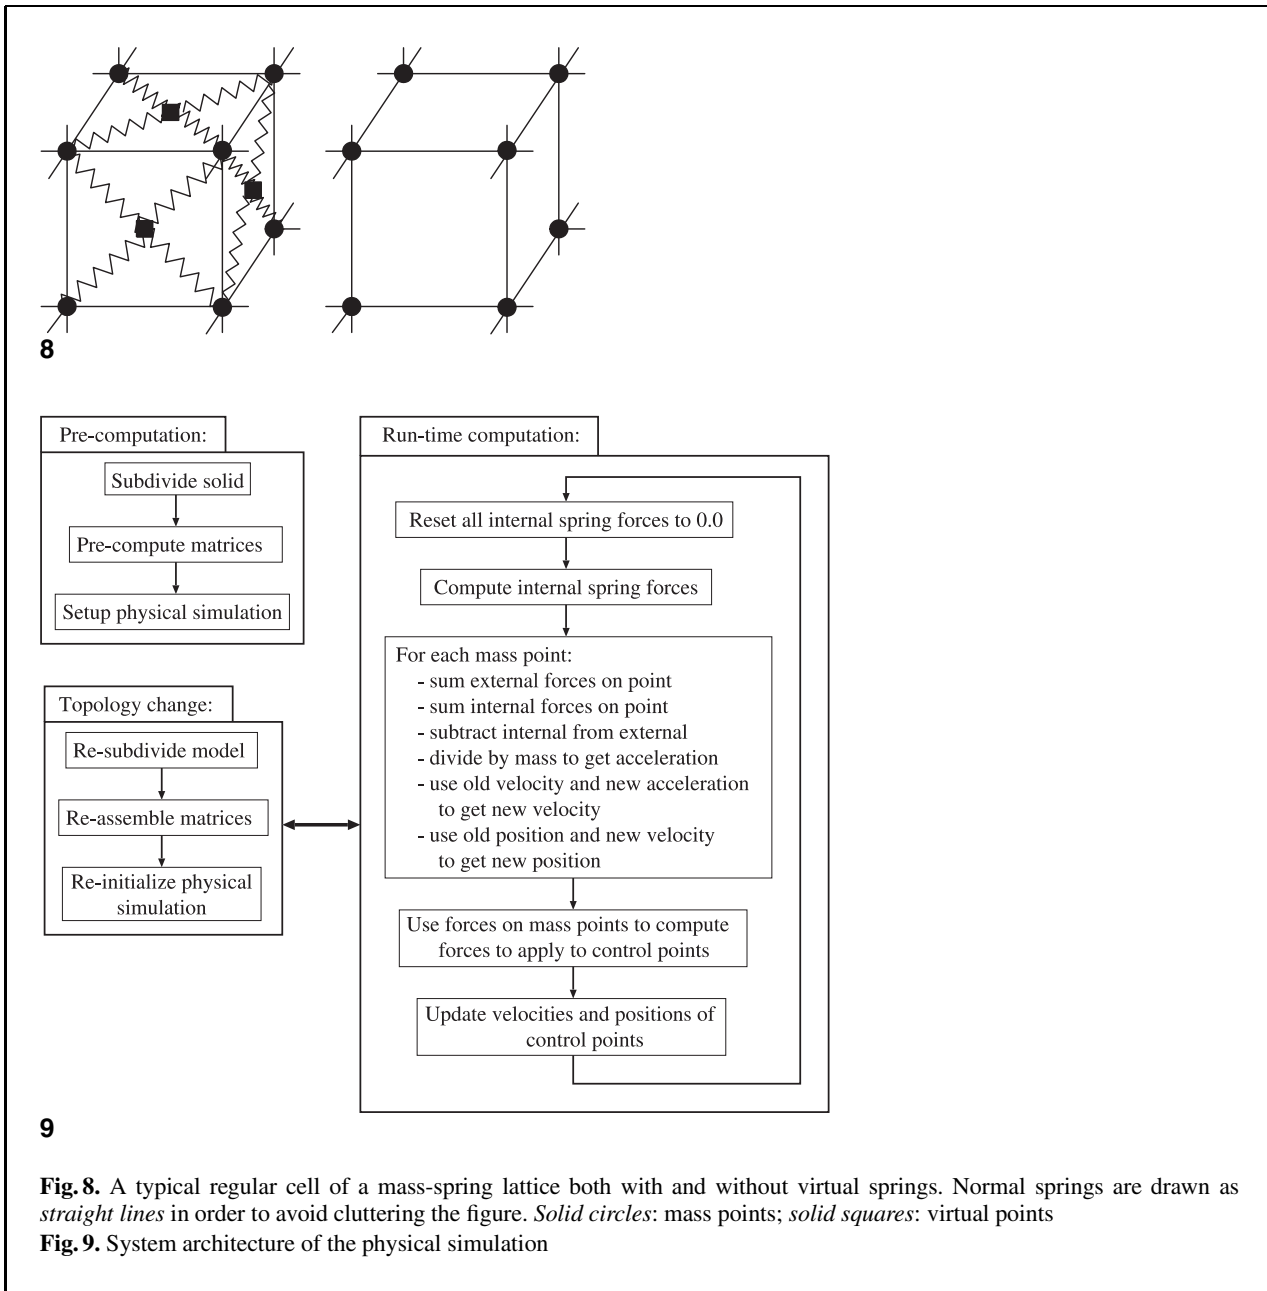 8
Pre-computation:
Subdivide solid
Pre-compute matrices
Setup physical simulation
Topology change:
Re-subdivide model
Re-assemble matrices
Re-initialize physical
simulation
Run-time computation:
Reset all internal spring forces to 0.0
Compute internal spring forces
For each mass point:
- sum external forces on point
- sum internal forces on point
- subtract internal from external
- divide by mass to get acceleration
- use old velocity and new acceleration
to get new velocity
- use old position and new velocity
to get new position
Use forces on mass points to compute
forces to apply to control points
Update velocities and positions of
control points
9
Fig. 8. A typical regular cell of a mass-spring lattice both with and without virtual springs. Normal springs are drawn as
straight lines in order to avoid cluttering the figure. Solid circles: mass points; solid squares: virtual points
Fig. 9. System architecture of the physical simulation